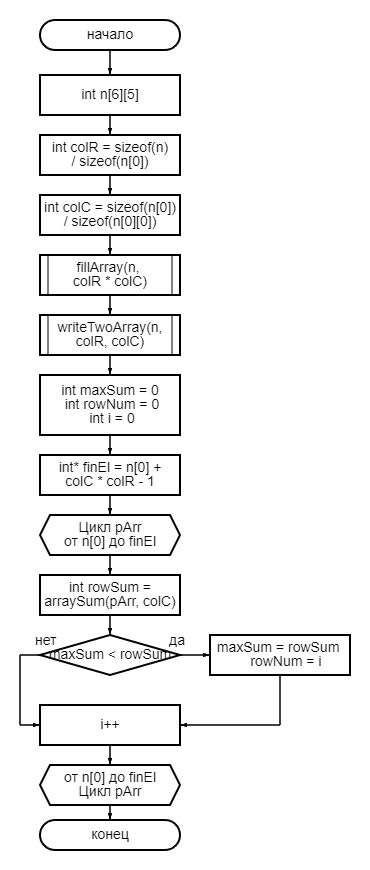 начало
int n[6][5]
int colR = sizeof(n)
/ sizeof(n[0])
int colC = sizeof(n[0])
/ sizeof(n[0][0])
fillArray(n,
colR * colC)
writeTwoArray(n,
colR, colC)
int maxSum = 0
int rowNum = 0
int i = 0
int* finEl = n[0] +
colC * colR - 1
Цикл pArr
от n[0] до finEl
int rowSum =
arraySum(pArr, colC)
нет
maxSum < rowSum
да
maxSum = rowSum
rowNum = i
i++
от n[0] до finEl
Цикл pArr
конец